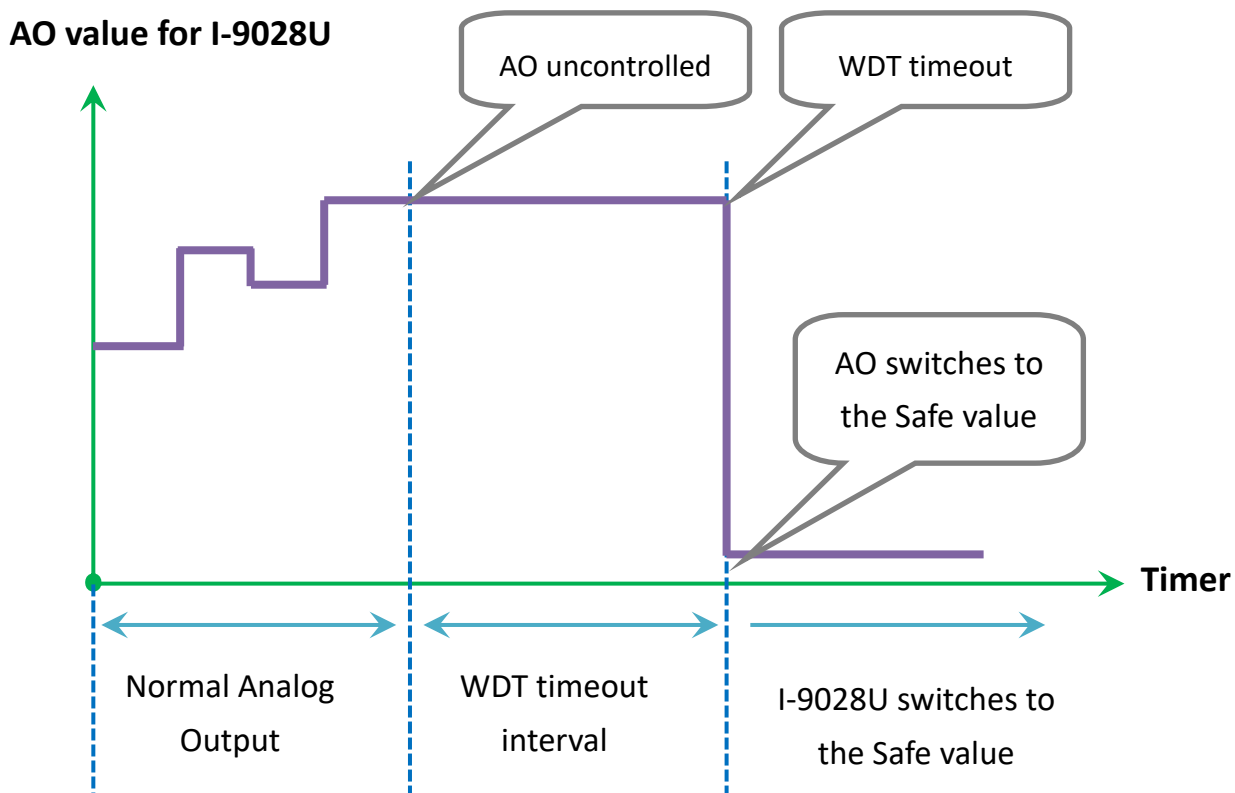 AO value for I-9028U
AO uncontrolled
WDT timeout
AO switches to
the Safe value
Timer
Normal Analog
Output
WDT timeout
interval
I-9028U switches to
the Safe value